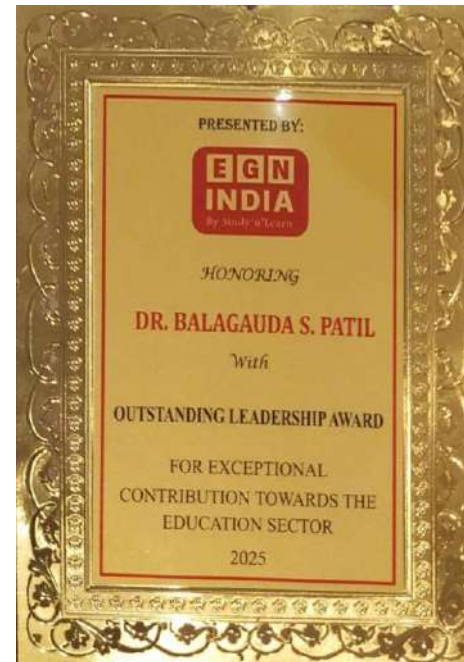 PRESENTED BY:
EGN
INDIA
By Study'n'Learn
HONORING
DR. BALAGAUDA S. PATIL
With
OUTSTANDING LEADERSHIP AWARD
FOR EXCEPTIONAL
CONTRIBUTION TOWARDS THE
EDUCATION SECTOR
2025